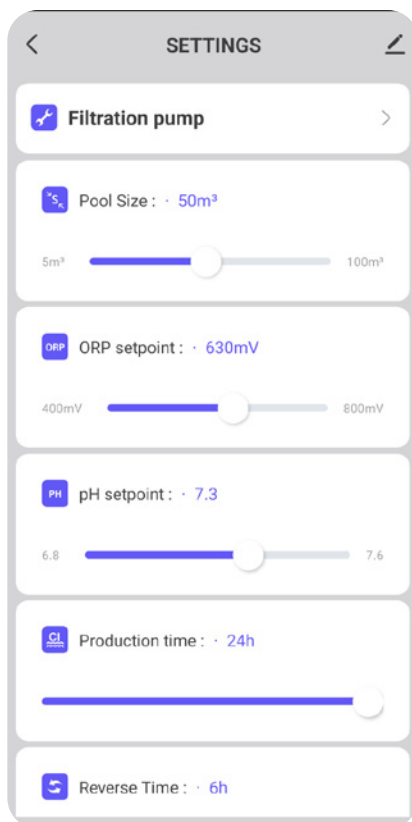 SETTINGS
Filtration pump
Pool Size : · 50m³
5m³ 100m³
ORP ORP setpoint : · 630mV
400mV 800mV
PH pH setpoint : · 7.3
6.8 7.6
CL Production time : · 24h
Reverse Time : · 6h